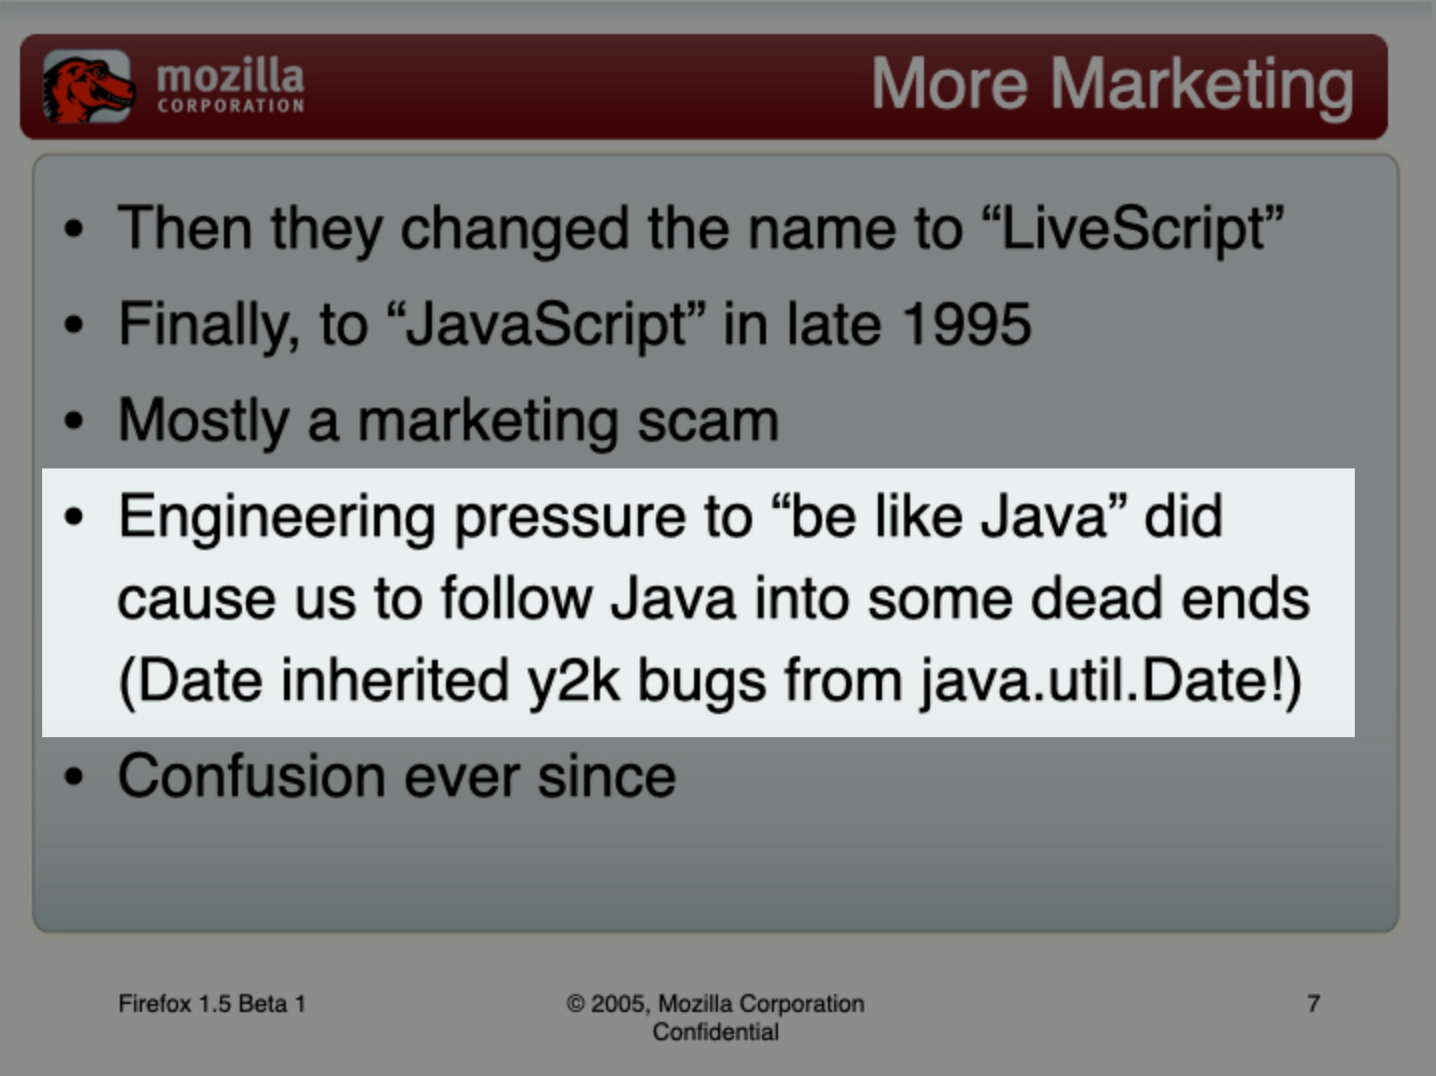 mozilla
CORPORATION
More Marketing
• Then they changed the name to “LiveScript”
• Finally, to “JavaScript” in late 1995
• Mostly a marketing scam
• Engineering pressure to “be like Java” did
cause us to follow Java into some dead ends
(Date inherited y2k bugs from java.util.Date!)
• Confusion ever since
Firefox 1.5 Beta 1
© 2005, Mozilla Corporation
Confidential
7